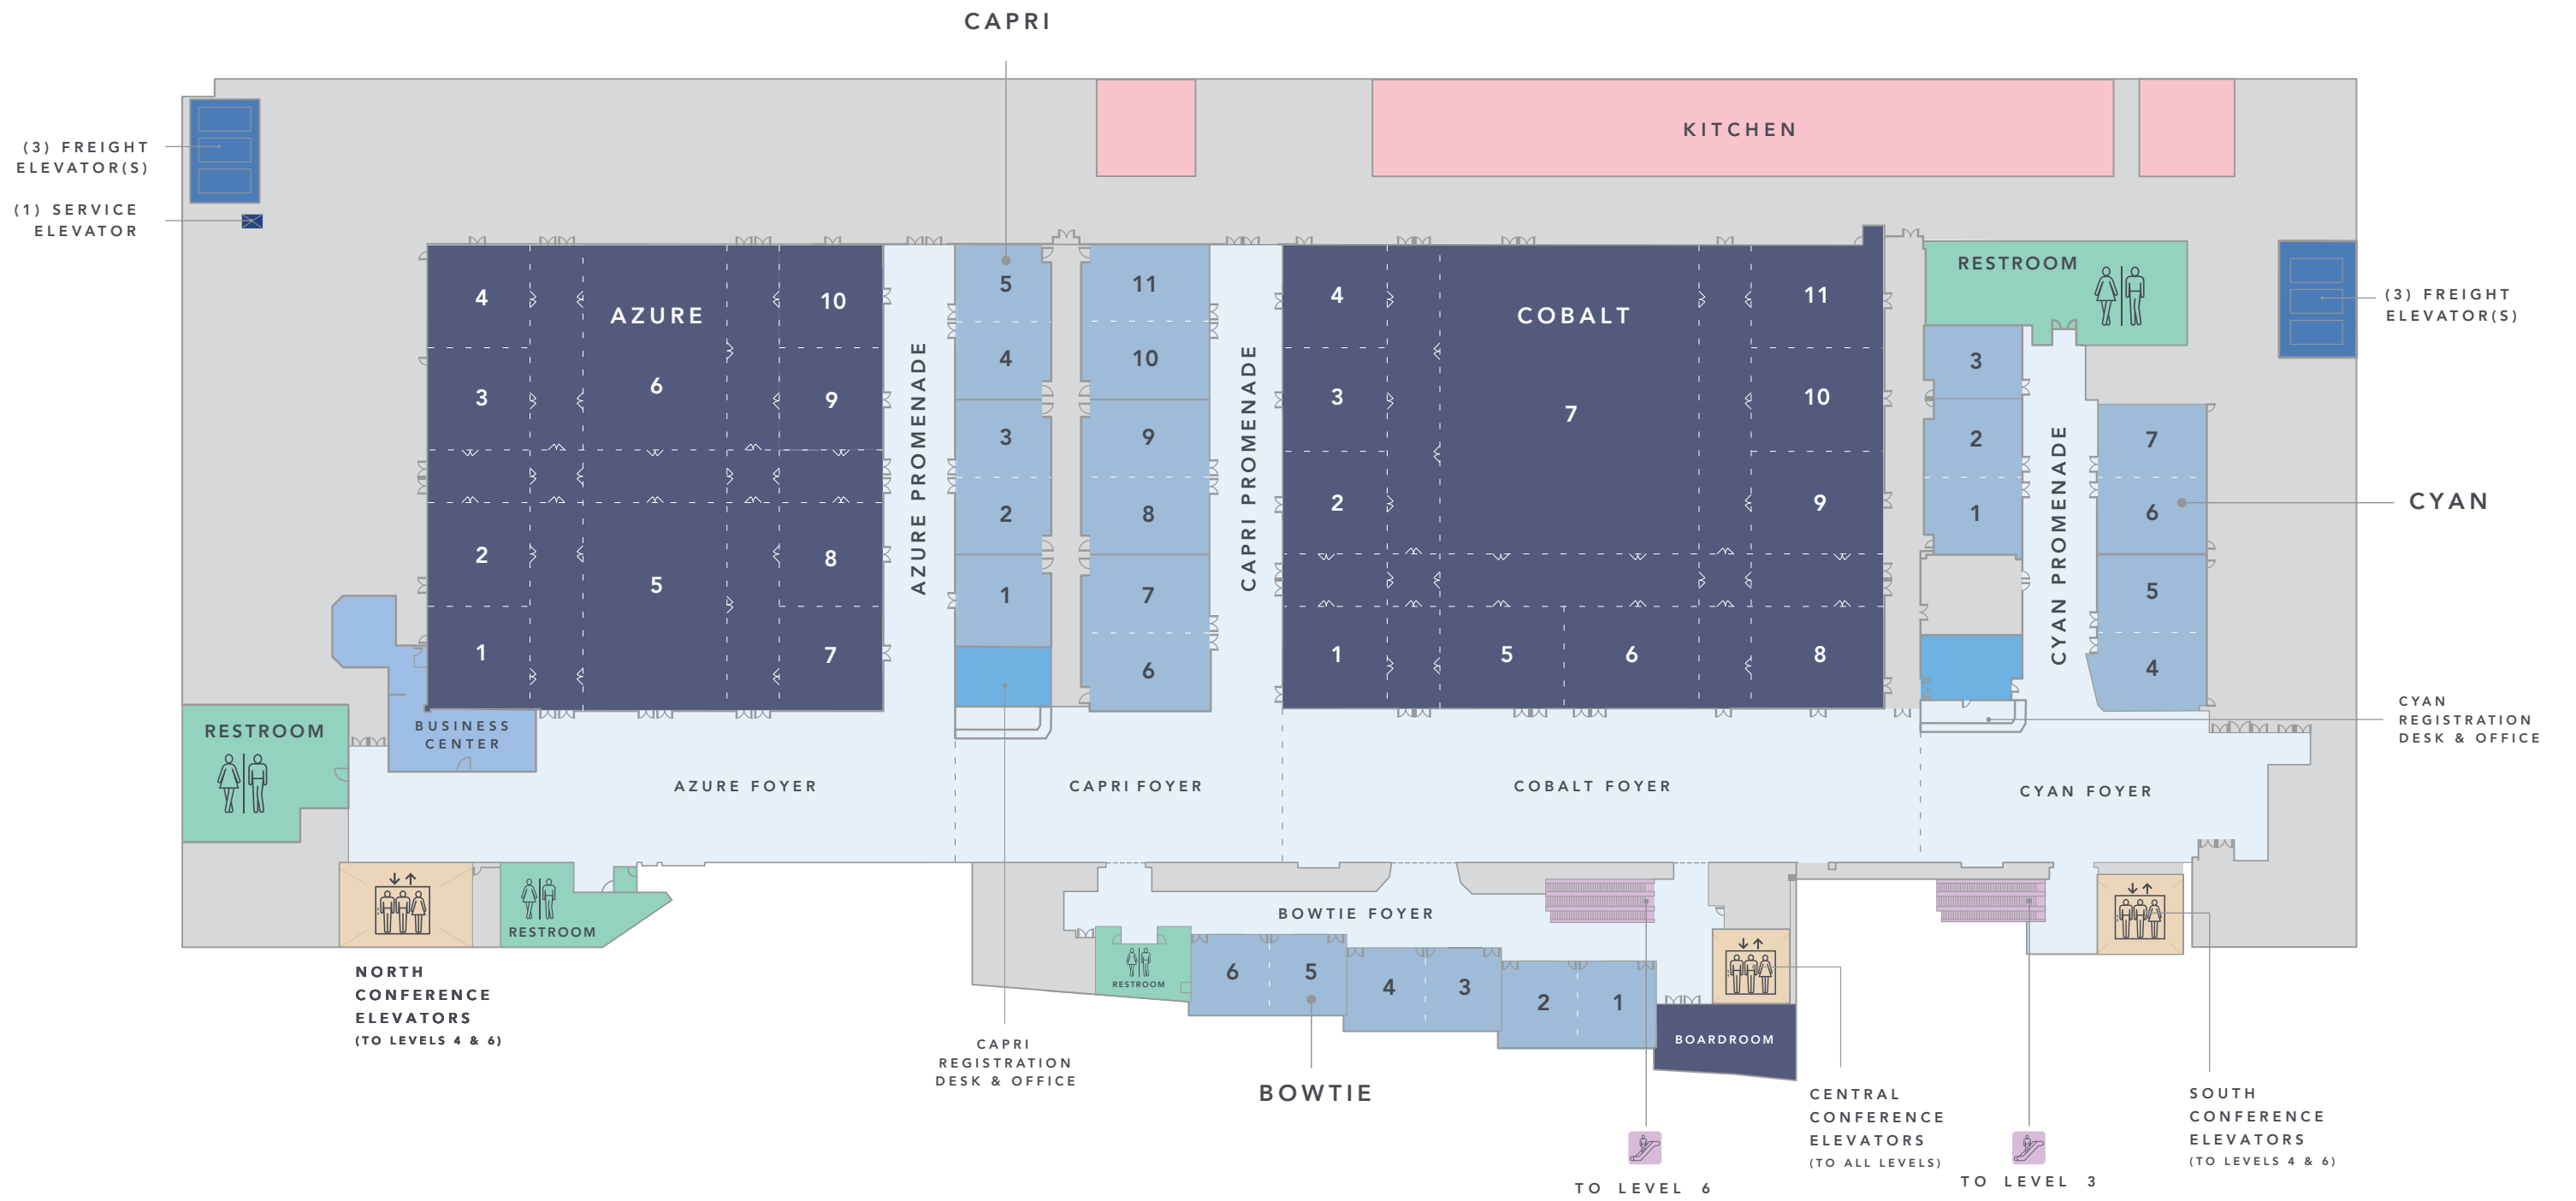 CAPRI
KITCHEN
(3) FREIGHT
ELEVATOR(S)
(1) SERVICE
ELEVATOR
AZURE
4
3
2
1
6
5
10
9
8
7
AZURE PROMENADE
5
4
3
2
1
11
10
9
8
7
6
CAPRI PROMENADE
COBALT
4
3
2
1
7
5
6
11
10
9
8
RESTROOM
3
2
1
CYAN PROMENADE
7
6
5
4
(3) FREIGHT
ELEVATOR(S)
CYAN
CYAN
REGISTRATION
DESK & OFFICE
RESTROOM
BUSINESS
CENTER
AZURE FOYER
CAPRI FOYER
COBALT FOYER
CYAN FOYER
RESTROOM
NORTH
CONFERENCE
ELEVATORS
(TO LEVELS 4 & 6)
BOWTIE FOYER
RESTROOM
6
5
4
3
2
1
BOARDROOM
CAPRI
REGISTRATION
DESK & OFFICE
BOWTIE
TO LEVEL 6
CENTRAL
CONFERENCE
ELEVATORS
(TO ALL LEVELS)
TO LEVEL 3
SOUTH
CONFERENCE
ELEVATORS
(TO LEVELS 4 & 6)